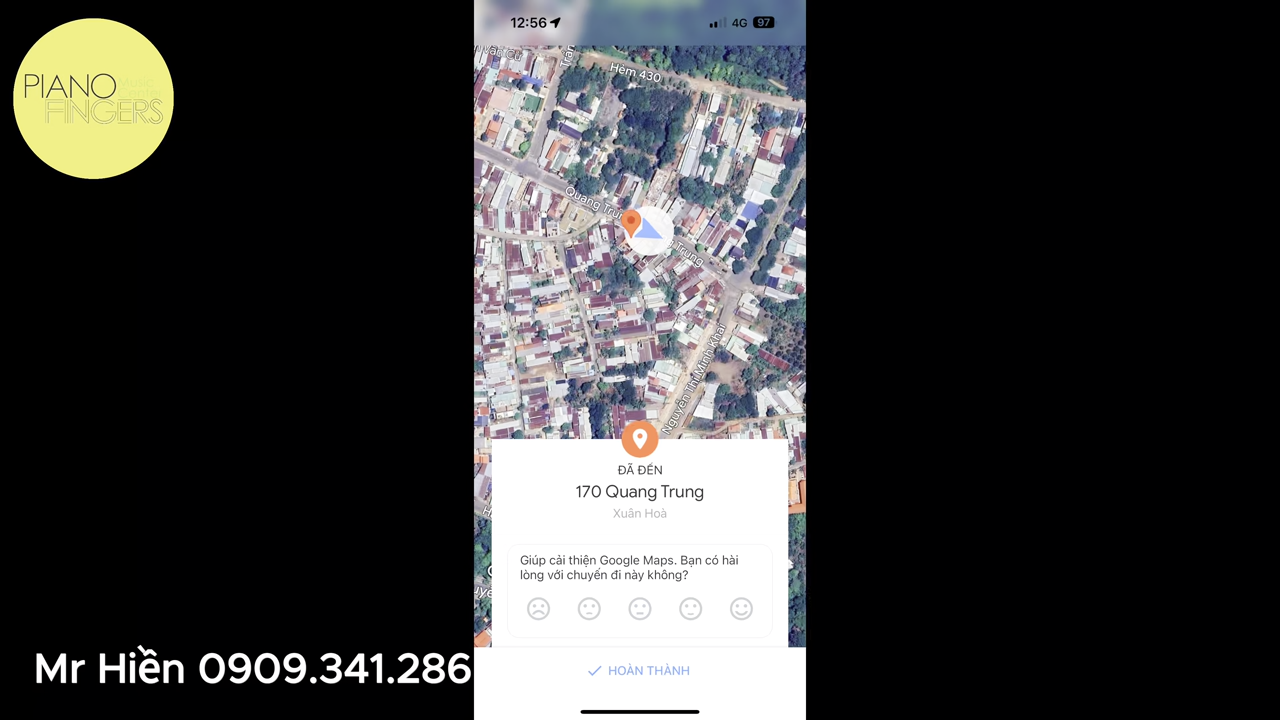 PIANO
FINGERS
12:56
4G
97
Hẻm 430
Quang Trung
Trung
Nguyễn Thị Minh Khai
ĐÃ ĐẾN
170 Quang Trung
Xuân Hoà
Giúp cải thiện Google Maps. Bạn có hài
lòng với chuyến đi này không?
Mr Hiền 0909.341.286
HOÀN THÀNH